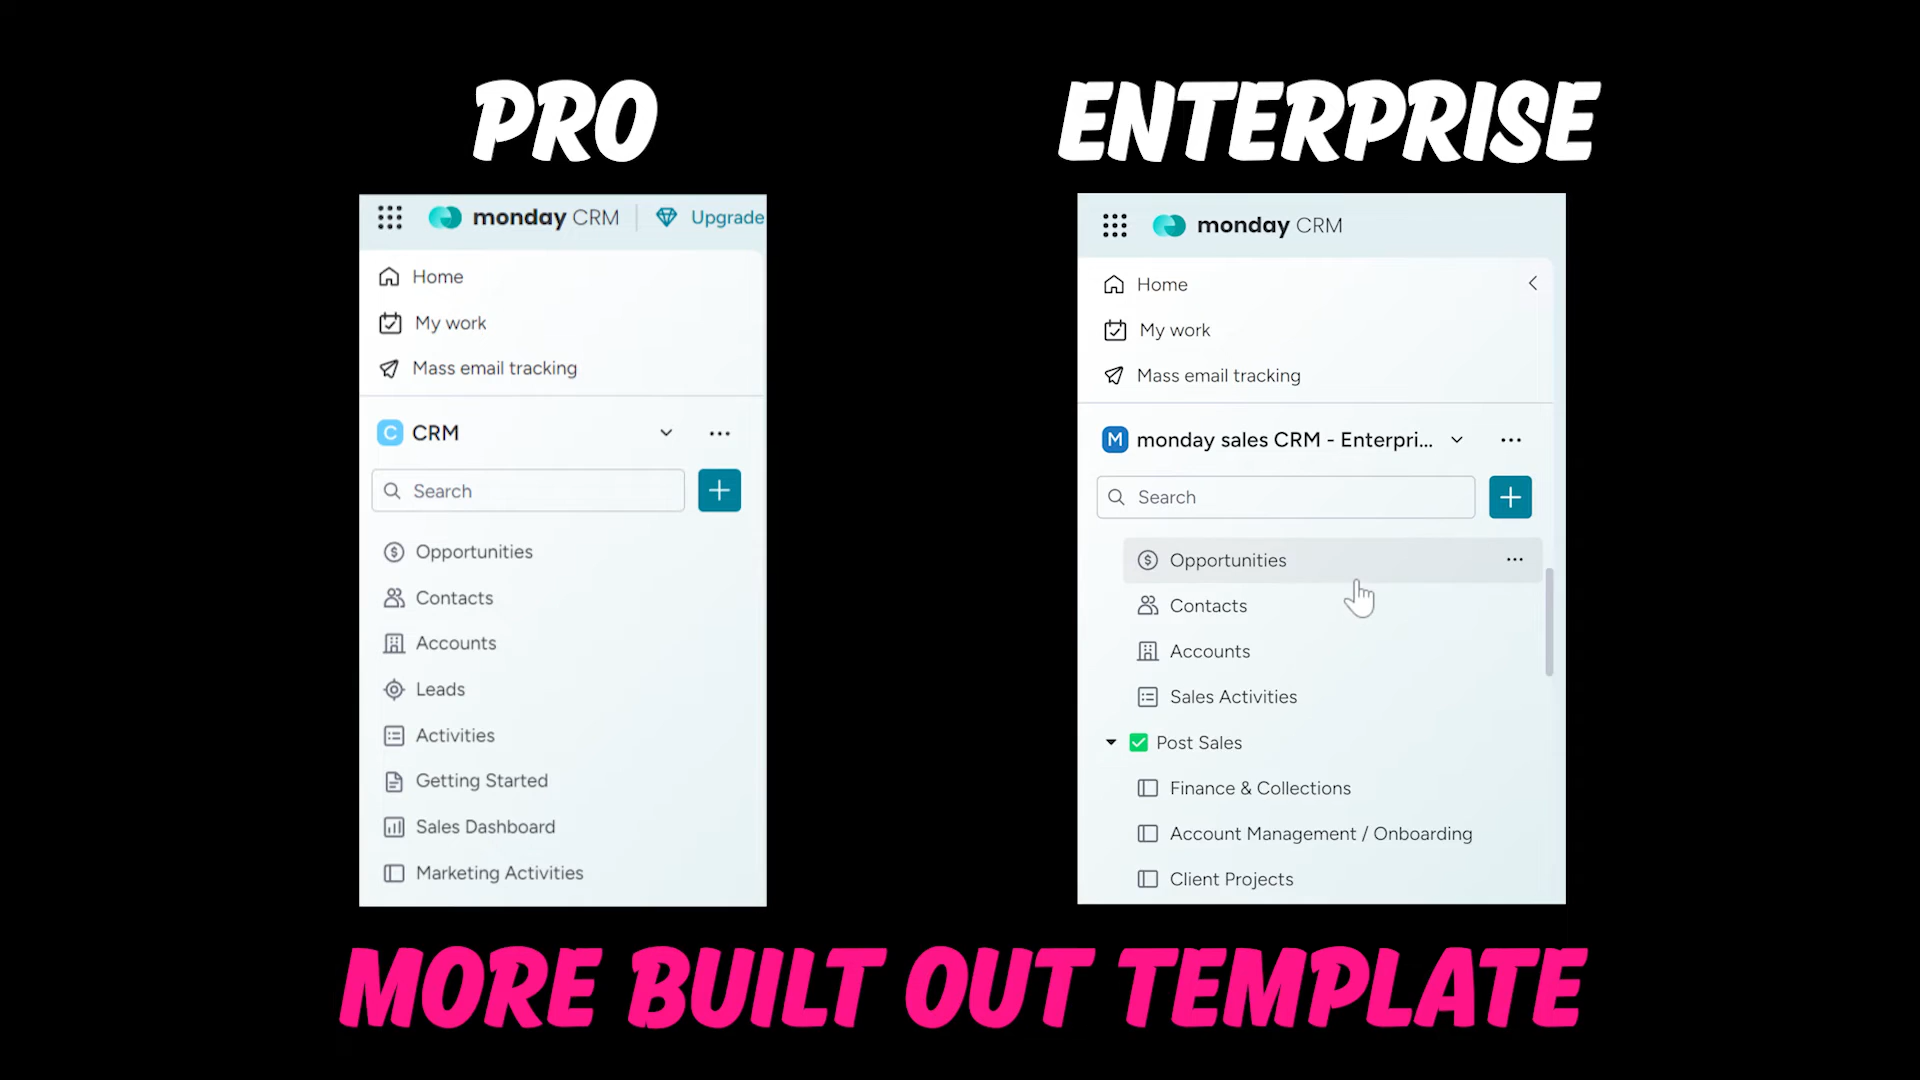 PRO
monday CRM Upgrade
Home
My work
Mass email tracking
C CRM
Search
Opportunities
Contacts
Accounts
Leads
Activities
Getting Started
Sales Dashboard
Marketing Activities
ENTERPRISE
monday CRM
Home
My work
Mass email tracking
M monday sales CRM - Enterpri...
Search
Opportunities
Contacts
Accounts
Sales Activities
Post Sales
Finance & Collections
Account Management / Onboarding
Client Projects
MORE BUILT OUT TEMPLATE